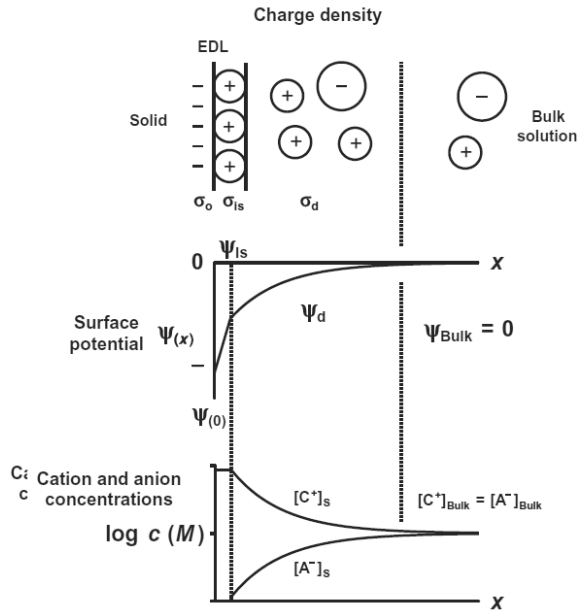 Charge density
EDL
Solid
Bulk
solution
σo σis σd
ψIs
0 x
Surface
potential
ψ(x)
ψd
ψBulk = 0
–
ψ(0)
Cation and anion
concentrations
[C⁺]s
[C⁺]Bulk = [A⁻]Bulk
log c (M)
[A⁻]s
x